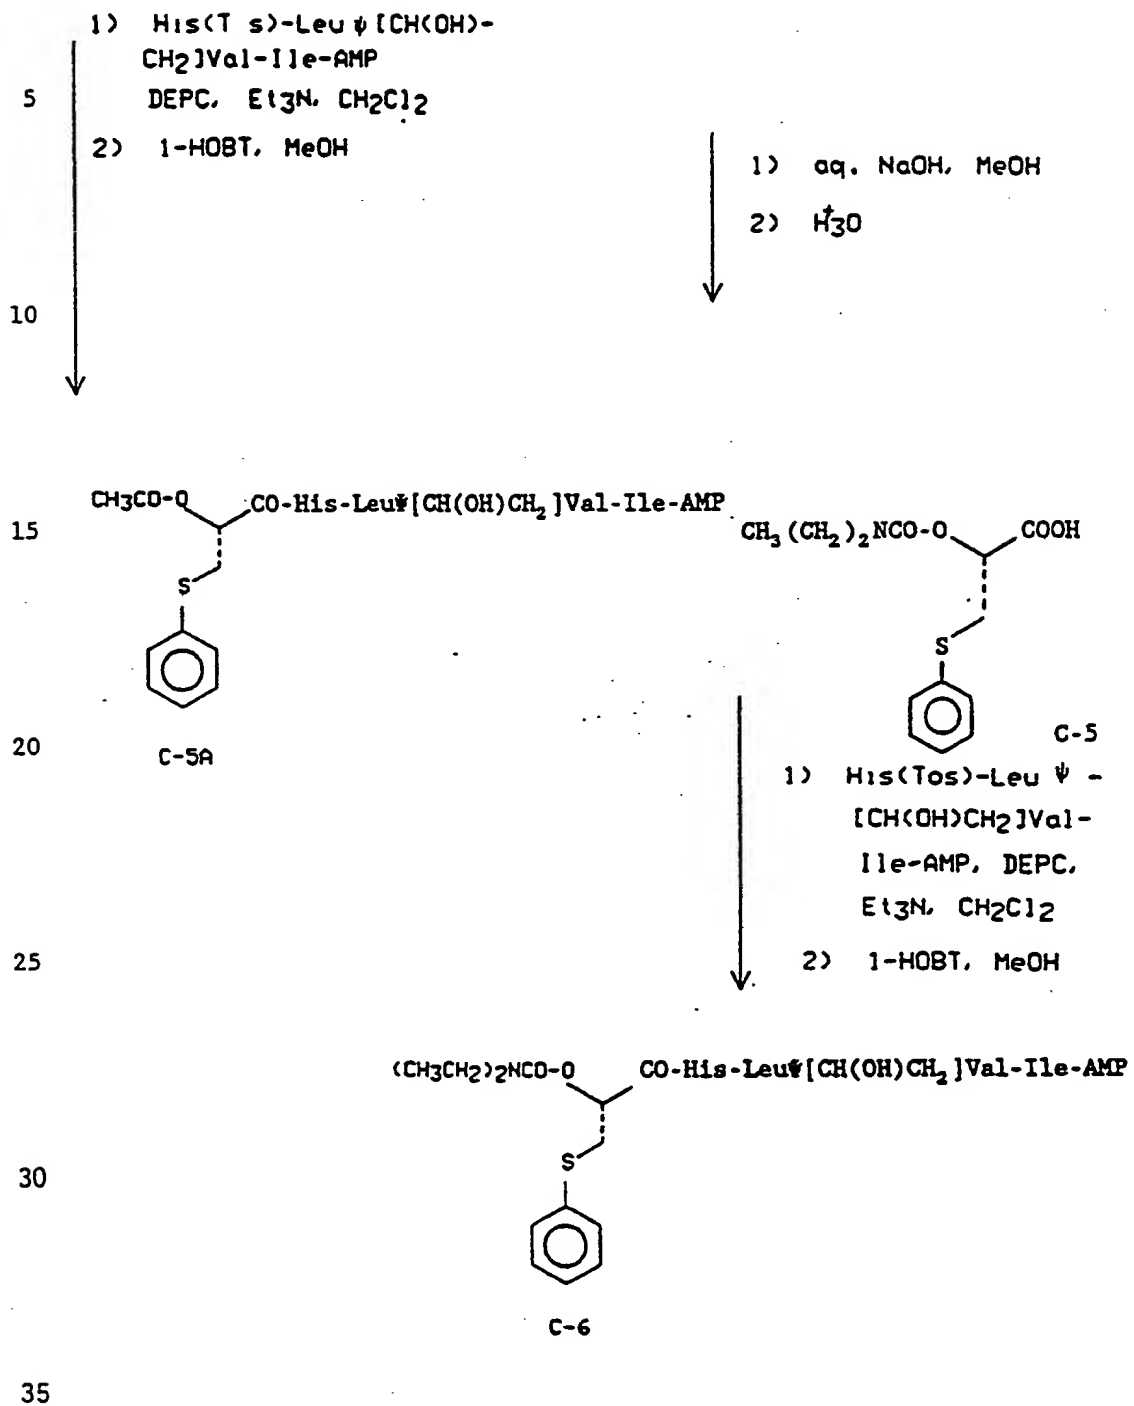 1) His(T s)-Leu ψ [CH(OH)-
CH2]Val-Ile-AMP
5
DEPC, Et3N, CH2Cl2
2) 1-HOBT, MeOH
1) aq. NaOH, MeOH
2) H3O+
10
CH3CO-O
CO-His-LeuΨ[CH(OH)CH2]Val-Ile-AMP
15
CH3(CH2)2NCO-O
COOH
S
S
C-5
20
C-5A
1) His(Tos)-Leu ψ -
[CH(OH)CH2]Val-
Ile-AMP, DEPC,
Et3N, CH2Cl2
25
2) 1-HOBT, MeOH
(CH3CH2)2NCO-O
CO-His-LeuΨ[CH(OH)CH2]Val-Ile-AMP
30
S
C-6
35